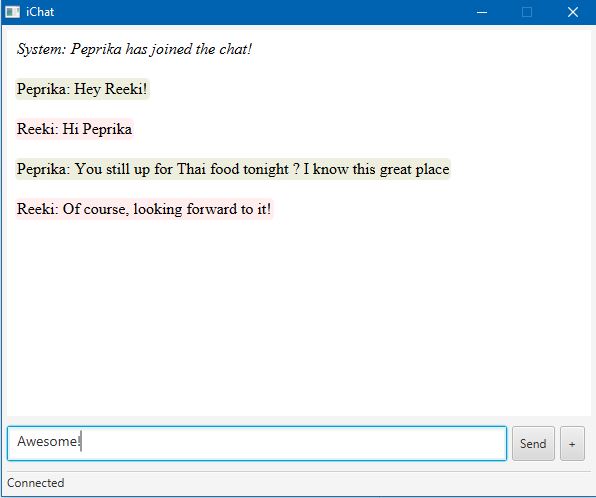 iChat
System: Peprika has joined the chat!
Peprika: Hey Reeki!
Reeki: Hi Peprika
Peprika: You still up for Thai food tonight ? I know this great place
Reeki: Of course, looking forward to it!
Awesome!
Send
+
Connected